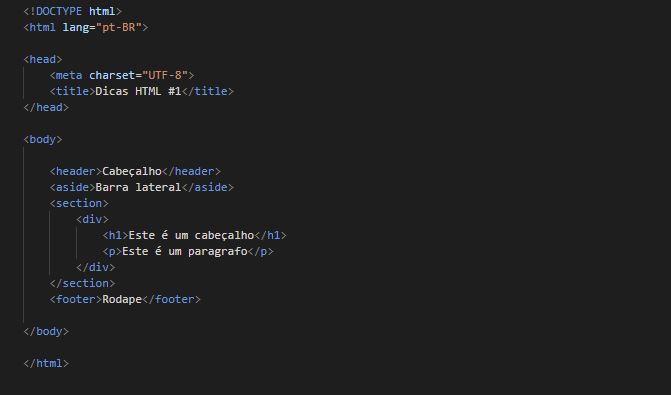 <!DOCTYPE html>
<html lang="pt-BR">
<head>
<meta charset="UTF-8">
<title>Dicas HTML #1</title>
</head>
<body>
<header>Cabeçalho</header>
<aside>Barra lateral</aside>
<section>
<div>
<h1>Este é um cabeçalho</h1>
<p>Este é um paragrafo</p>
</div>
</section>
<footer>Rodape</footer>
</body>
</html>